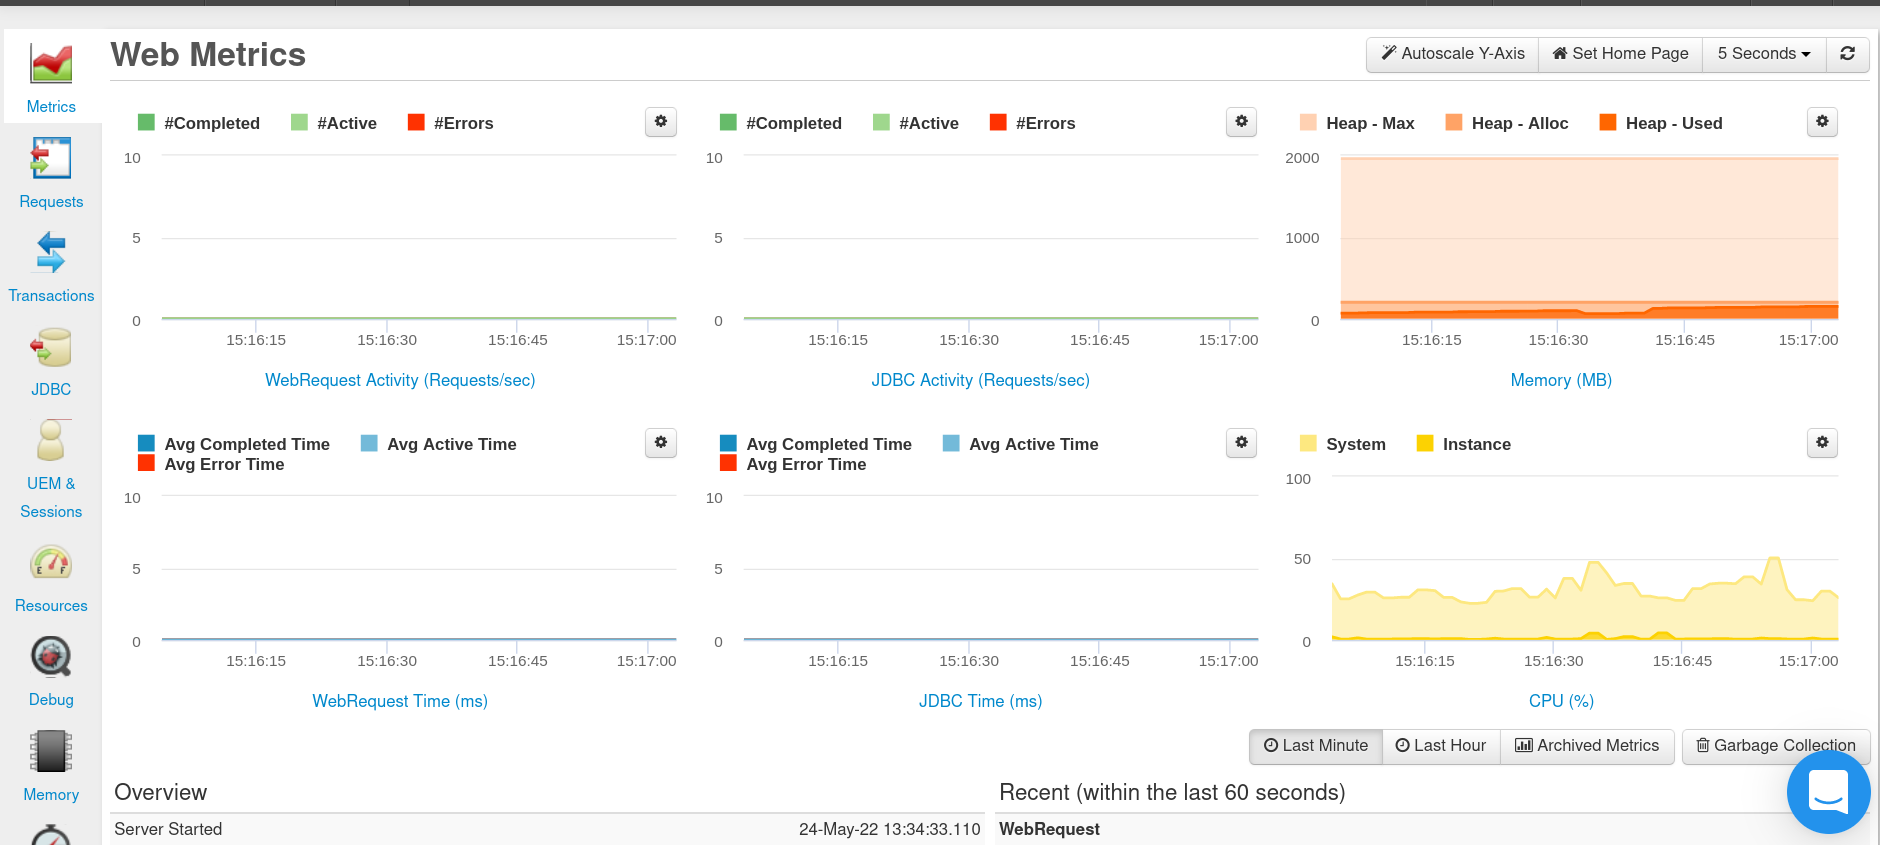 Web Metrics
Autoscale Y-Axis Set Home Page 5 Seconds
Metrics
Requests
Transactions
JDBC
UEM &
Sessions
Resources
Debug
Memory
#Completed #Active #Errors
10
5
0
15:16:15 15:16:30 15:16:45 15:17:00
WebRequest Activity (Requests/sec)
#Completed #Active #Errors
10
5
0
15:16:15 15:16:30 15:16:45 15:17:00
JDBC Activity (Requests/sec)
Heap - Max Heap - Alloc Heap - Used
2000
1000
0
15:16:15 15:16:30 15:16:45 15:17:00
Memory (MB)
Avg Completed Time Avg Active Time
Avg Error Time
10
5
0
15:16:15 15:16:30 15:16:45 15:17:00
WebRequest Time (ms)
Avg Completed Time Avg Active Time
Avg Error Time
10
5
0
15:16:15 15:16:30 15:16:45 15:17:00
JDBC Time (ms)
System Instance
100
50
0
15:16:15 15:16:30 15:16:45 15:17:00
CPU (%)
Last Minute Last Hour Archived Metrics Garbage Collection
Overview
Server Started 24-May-22 13:34:33.110
Recent (within the last 60 seconds)
WebRequest